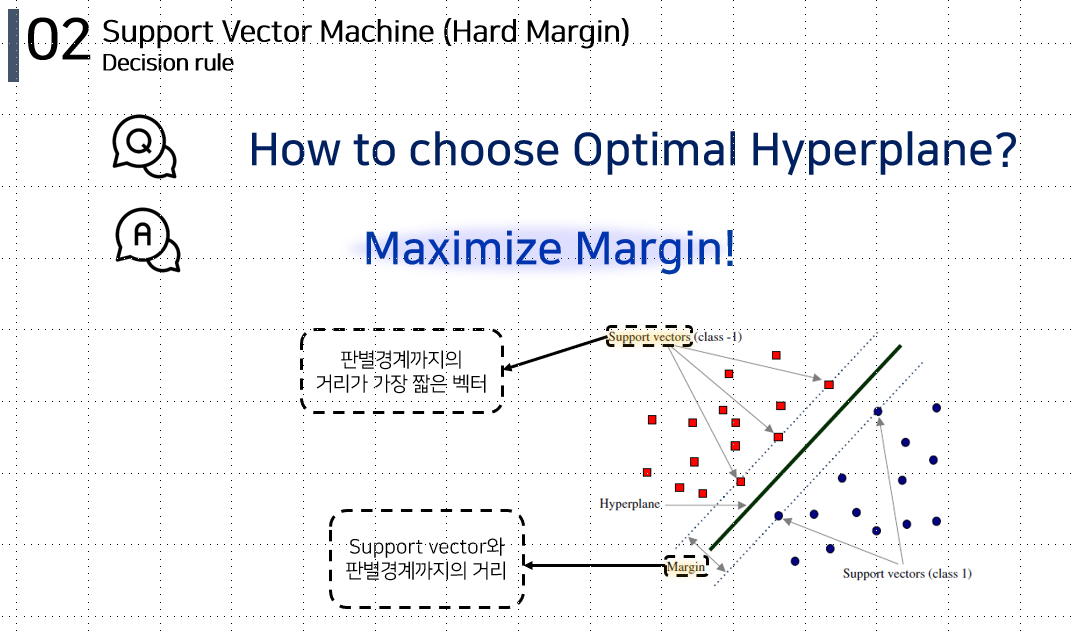 02
Support Vector Machine (Hard Margin)
Decision rule
Q
How to choose Optimal Hyperplane?
A
Maximize Margin!
판별경계까지의
거리가 가장 짧은 벡터
Support vectors (class -1)
Hyperplane
Support vector와
판별경계까지의 거리
Margin
Support vectors (class 1)